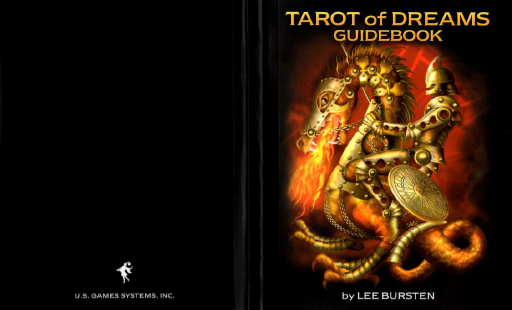 U.S. GAMES SYSTEMS, INC.
TAROT of DREAMS
GUIDEBOOK
by LEE BURSTEN